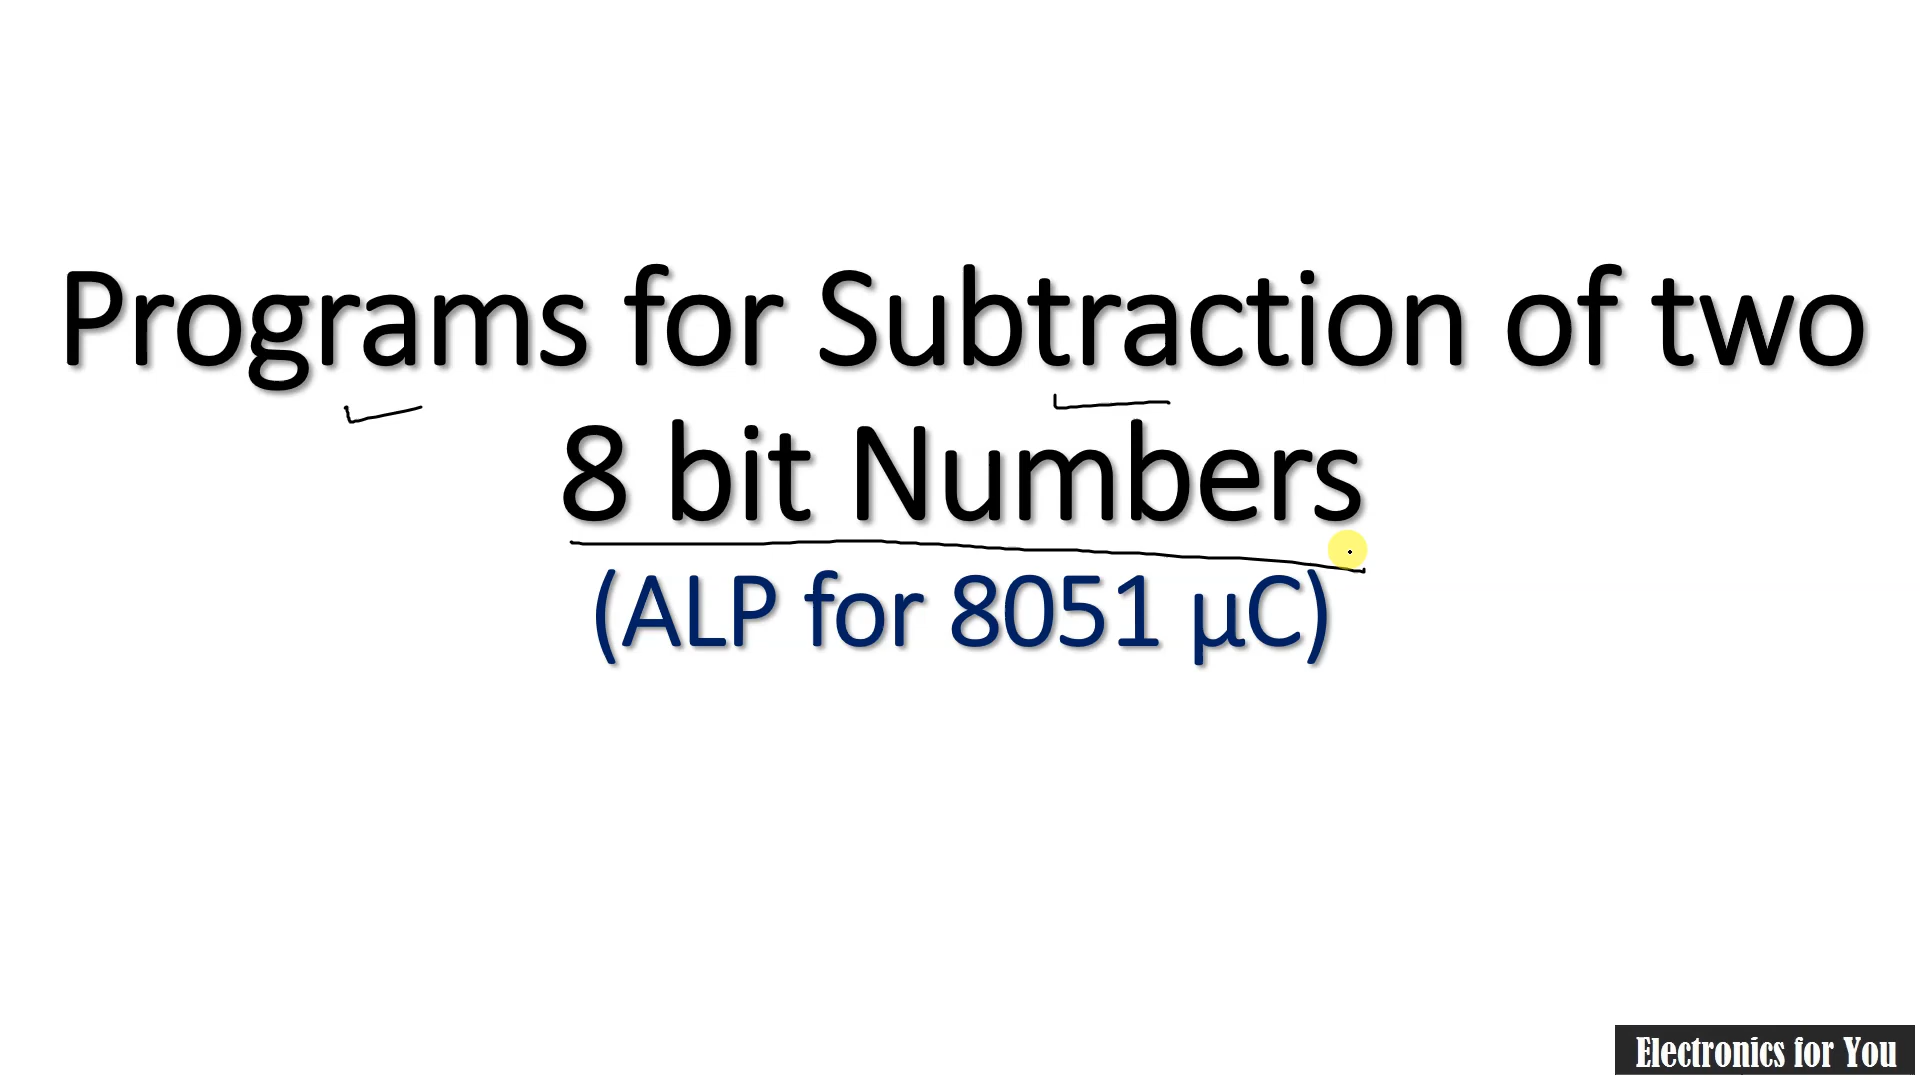 Programs for Subtraction of two
8 bit Numbers
(ALP for 8051 µC)
Electronics for You